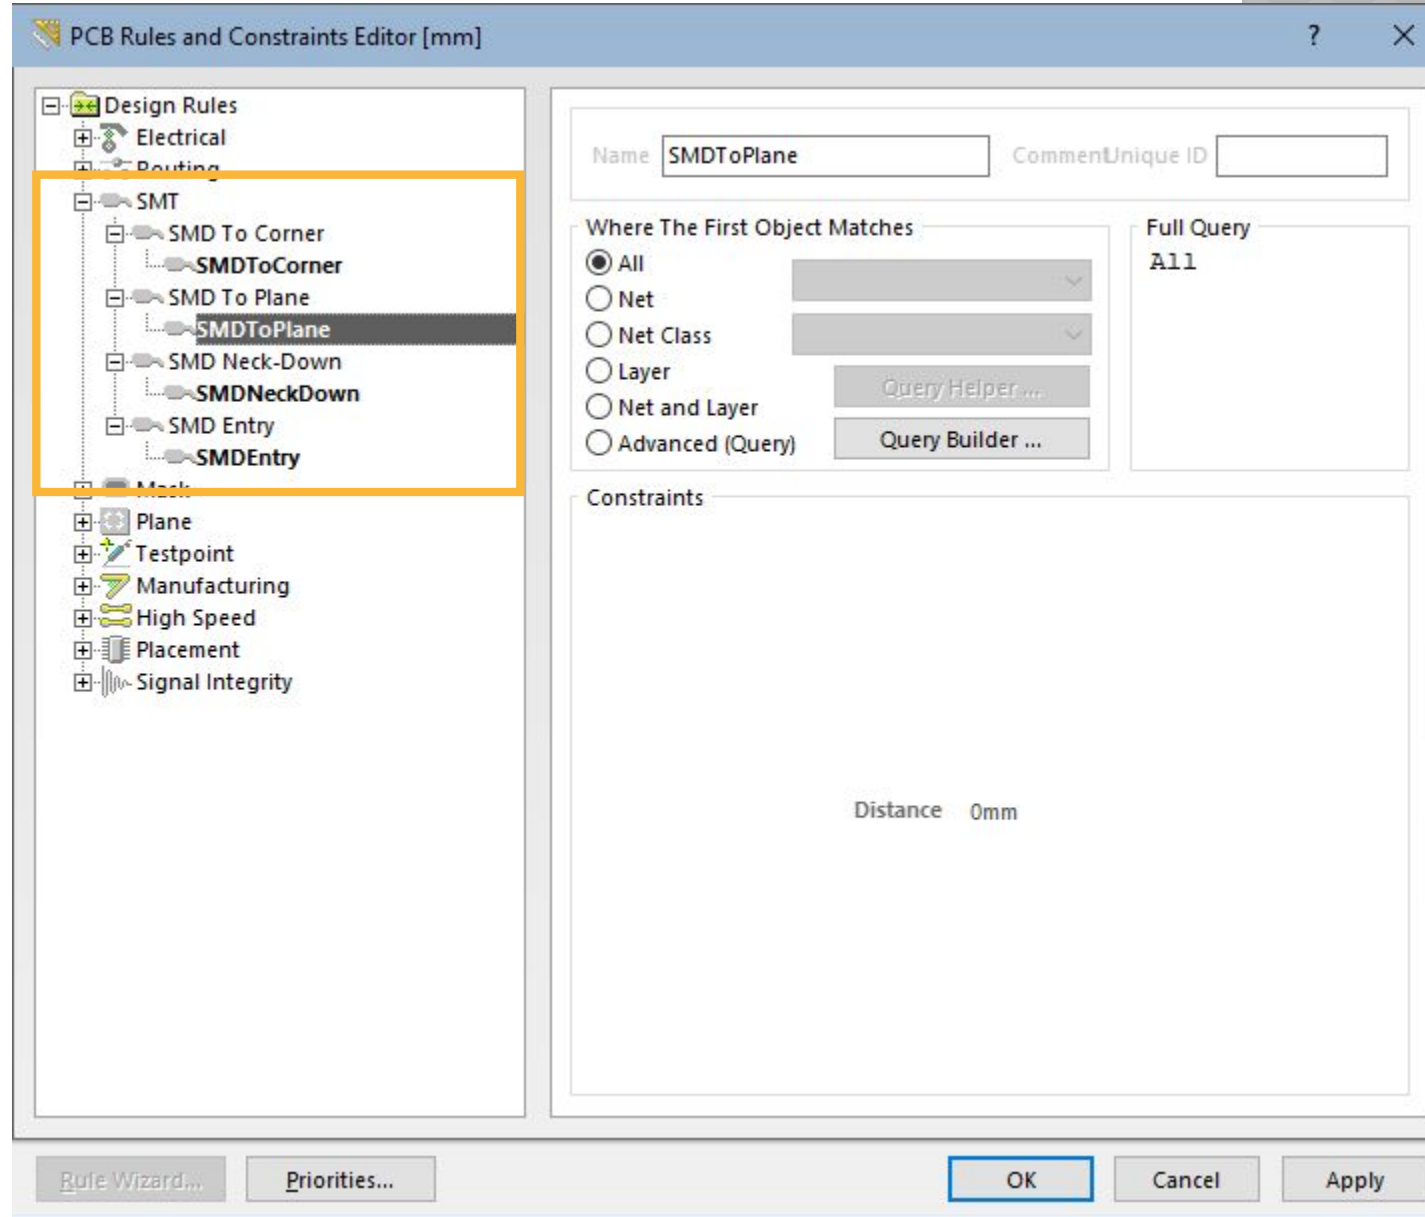 PCB Rules and Constraints Editor [mm] ?
Design Rules
Electrical
Routing
SMT
SMD To Corner
SMDToCorner
SMD To Plane
SMDToPlane
SMD Neck-Down
SMDNeckDown
SMD Entry
SMDEntry
Mask
Plane
Testpoint
Manufacturing
High Speed
Placement
Signal Integrity
Name SMDToPlane Comment Unique ID
Where The First Object Matches
All
Net
Net Class
Layer
Net and Layer
Advanced (Query)
Query Helper ...
Query Builder ...
Full Query
All
Constraints
Distance 0mm
Rule Wizard... Priorities... OK Cancel Apply